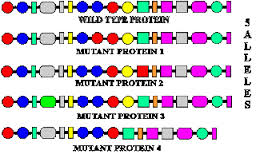 WILD TYPE PROTEIN
MUTANT PROTEIN 1
MUTANT PROTEIN 2
MUTANT PROTEIN 3
MUTANT PROTEIN 4
5 ALLELES